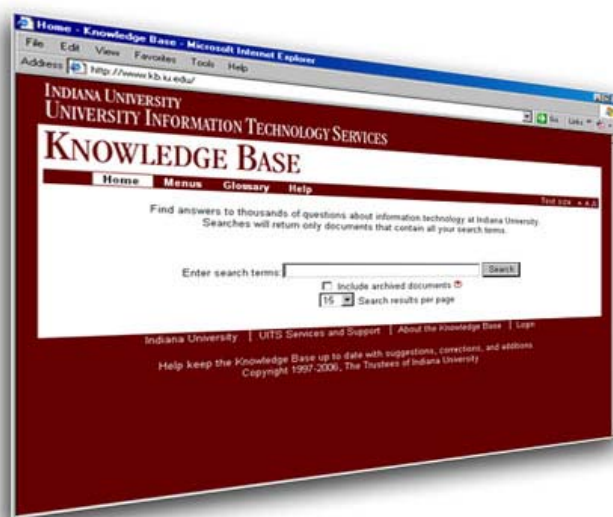 Home - Knowledge Base - Microsoft Internet Explorer
File Edit View Favorites Tools Help
Address http://www.kb.iu.edu/
Go Links »
INDIANA UNIVERSITY
UNIVERSITY INFORMATION TECHNOLOGY SERVICES
KNOWLEDGE BASE
Home Menus Glossary Help
Text size A A A
Find answers to thousands of questions about information technology at Indiana University.
Searches will return only documents that contain all your search terms.
Enter search terms: Search
Include archived documents ?
15 Search results per page
Indiana University | UITS Services and Support | About the Knowledge Base | Login
Help keep the Knowledge Base up to date with suggestions, corrections, and additions
Copyright 1997-2006, The Trustees of Indiana University